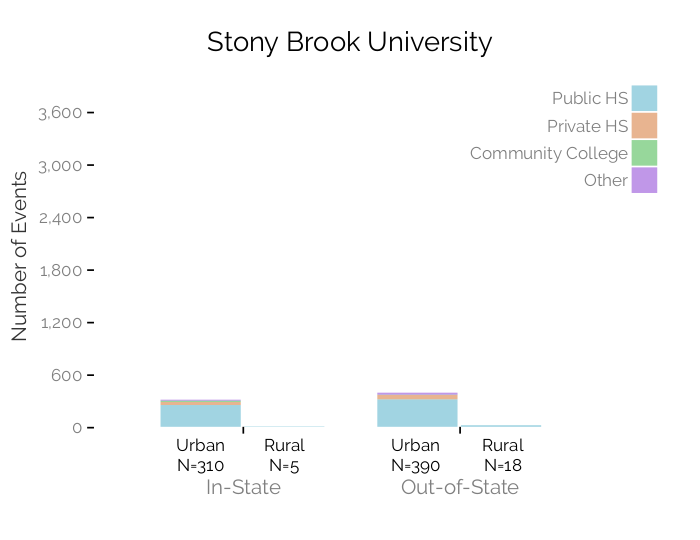 Stony Brook University
Public HS
Private HS
Community College
Other
Number of Events
3,600
3,000
2,400
1,800
1,200
600
0
Urban Rural Urban Rural
N=310 N=5 N=390 N=18
In-State Out-of-State